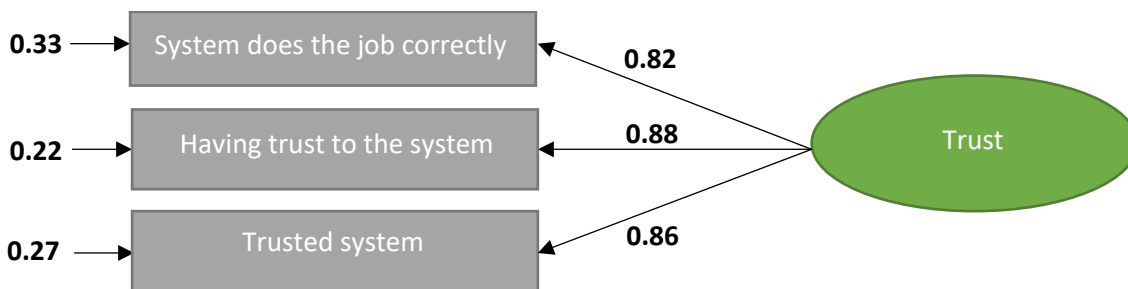 0.33
System does the job correctly
0.82
0.22
Having trust to the system
0.88
Trust
0.27
Trusted system
0.86